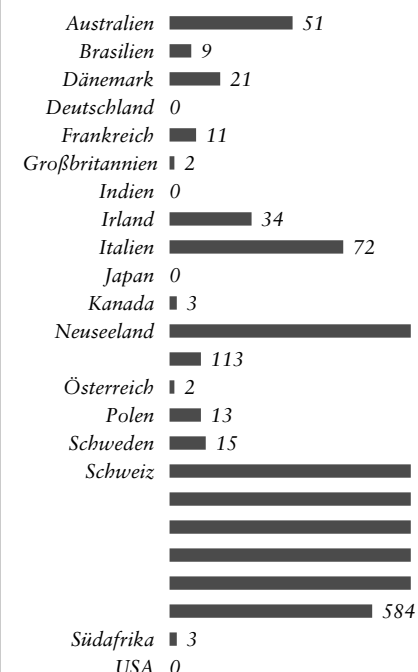 Australien 51
Brasilien 9
Dänemark 21
Deutschland 0
Frankreich 11
Großbritannien 2
Indien 0
Irland 34
Italien 72
Japan 0
Kanada 3
Neuseeland
113
Österreich 2
Polen 13
Schweden 15
Schweiz
584
Südafrika 3
USA 0